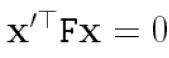 x′⊤Fx = 0